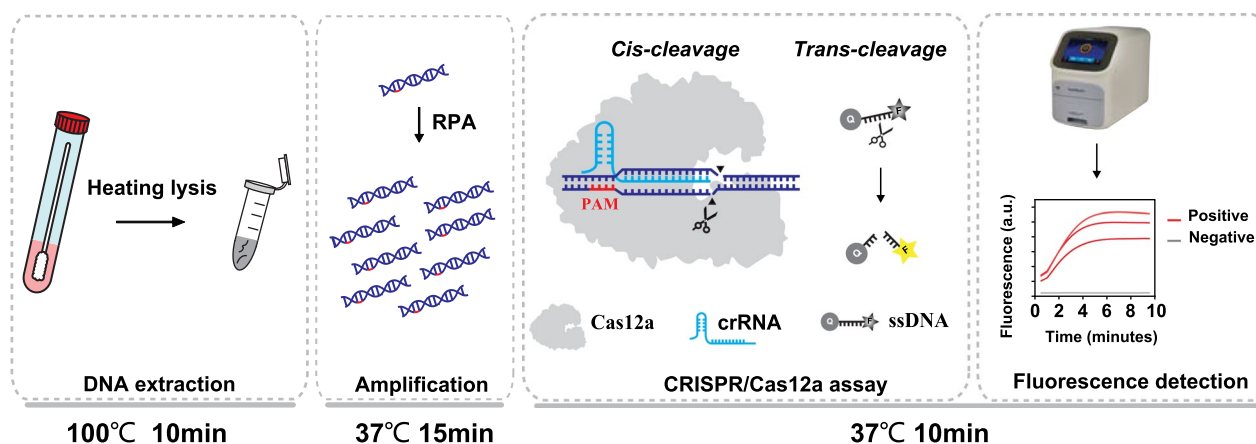 Heating lysis
DNA extraction
100℃ 10min
RPA
Amplification
37℃ 15min
Cis-cleavage
Trans-cleavage
PAM
Q
F
Q
F
Cas12a
crRNA
Q
F
ssDNA
CRISPR/Cas12a assay
Fluorescence (a.u.)
Positive
Negative
0 2 4 6 8 10
Time (minutes)
Fluorescence detection
37℃ 10min